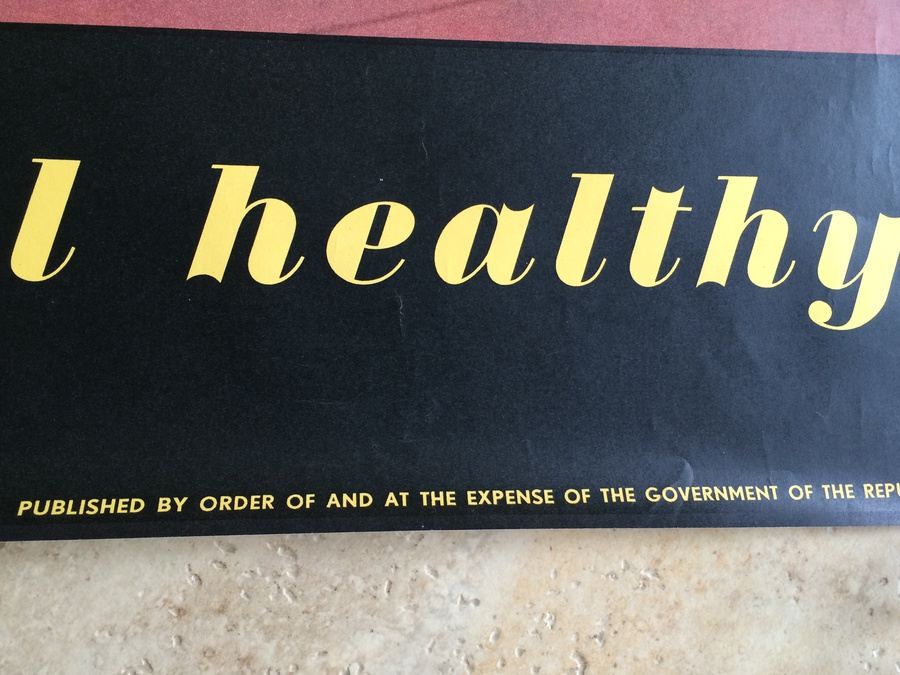 l healthy
PUBLISHED BY ORDER OF AND AT THE EXPENSE OF THE GOVERNMENT OF THE REPU